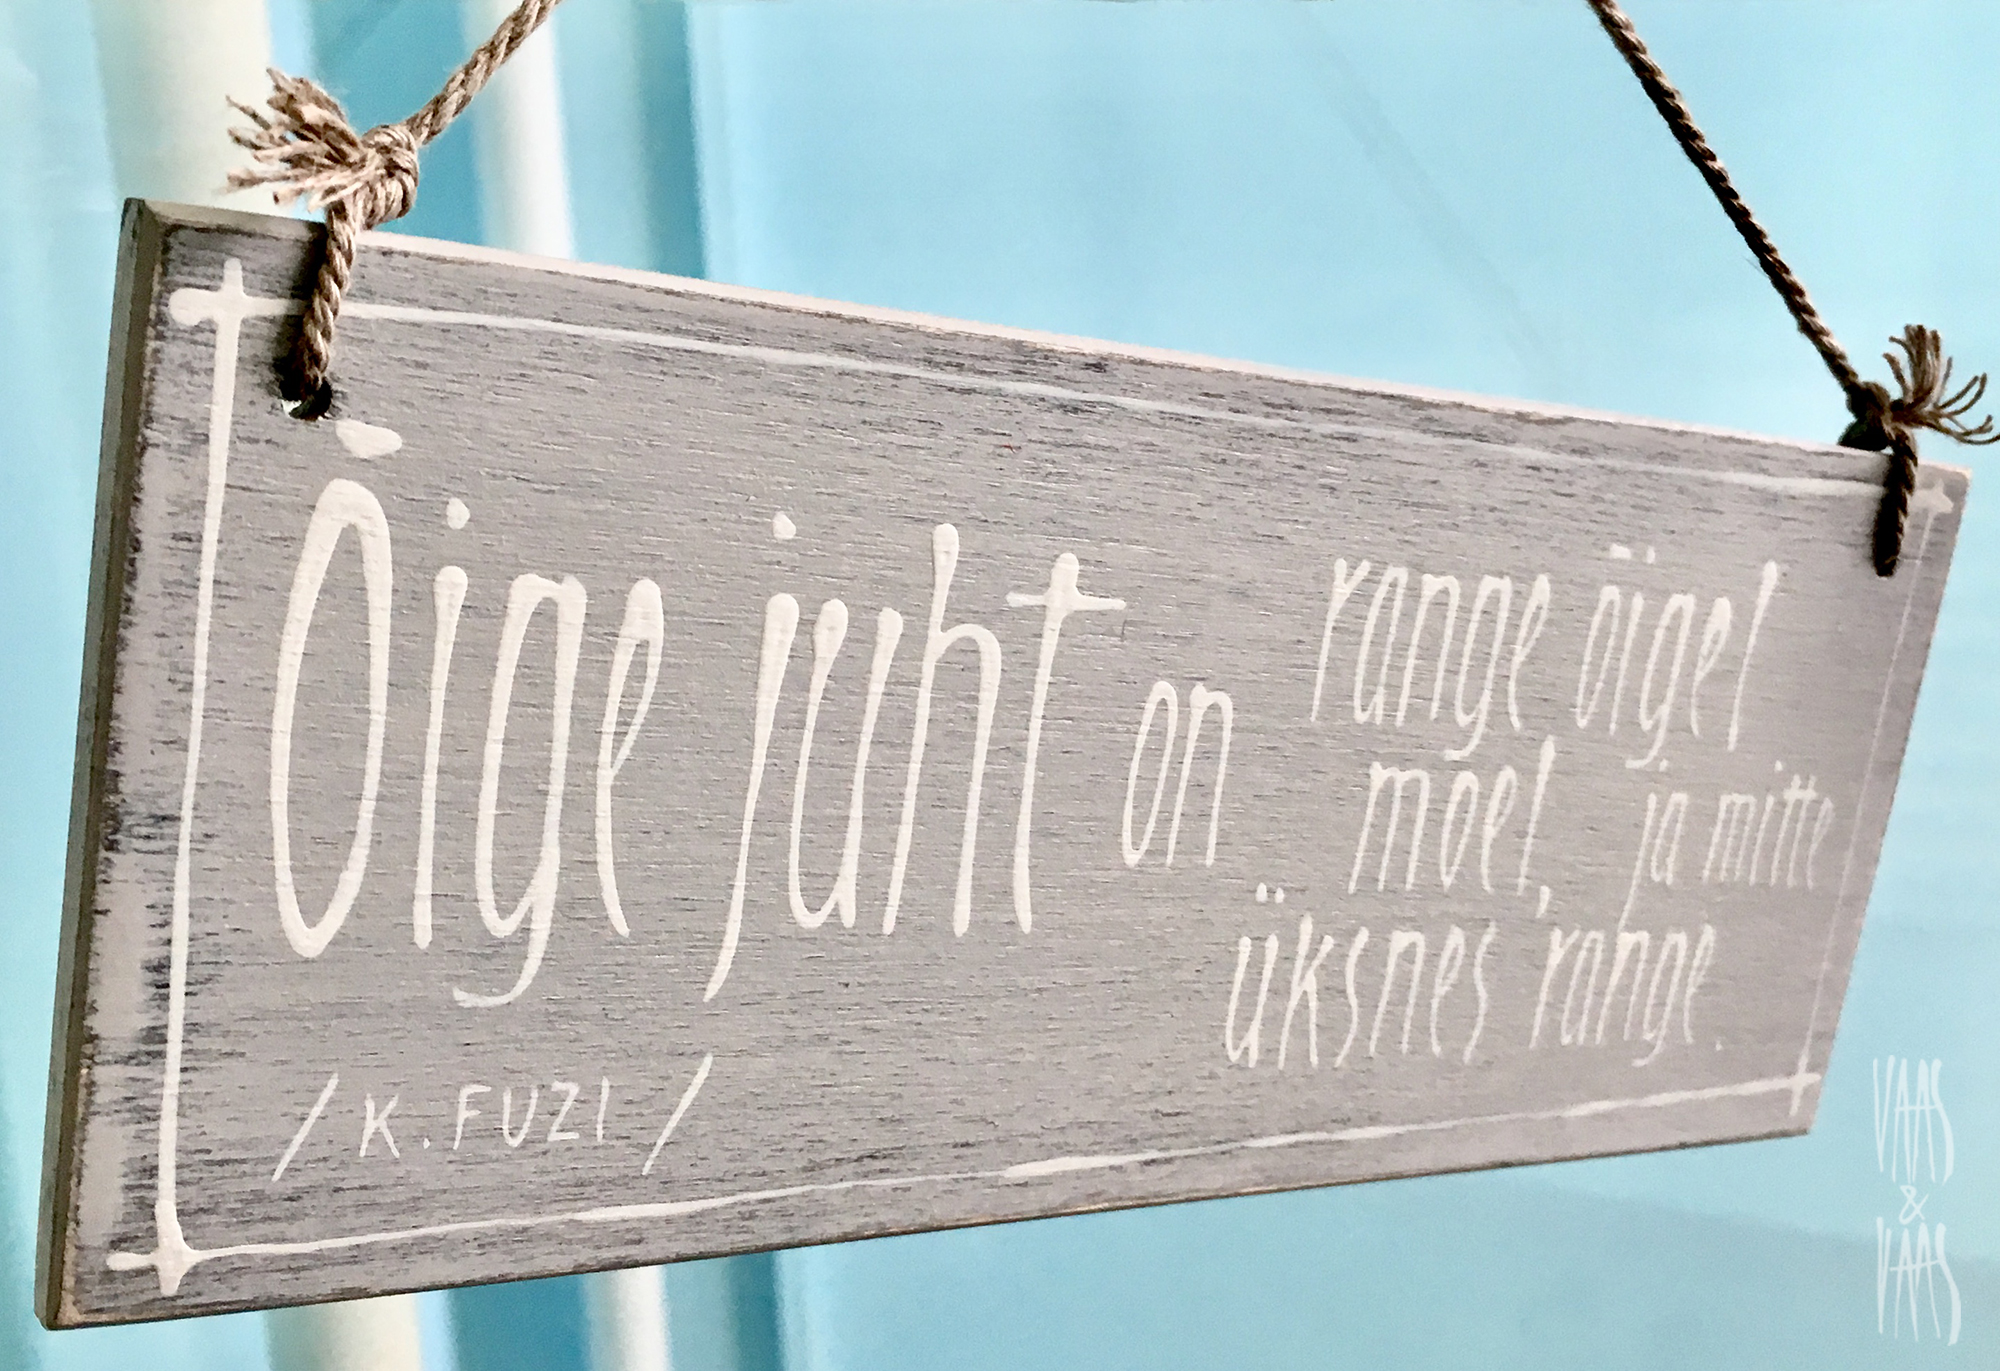 Õige juht on
range õigel
moel, ja mitte
üksnes range.
/K. FUZI/
VAAS
&
VAAS